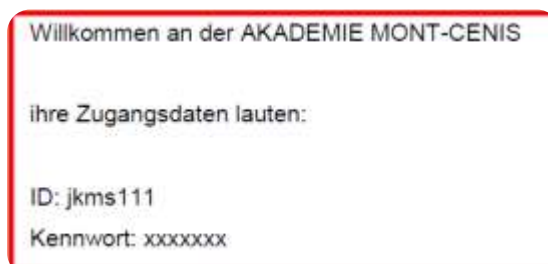 Willkommen an der AKADEMIE MONT-CENIS
ihre Zugangsdaten lauten:
ID: jkms111
Kennwort: xxxxxxx